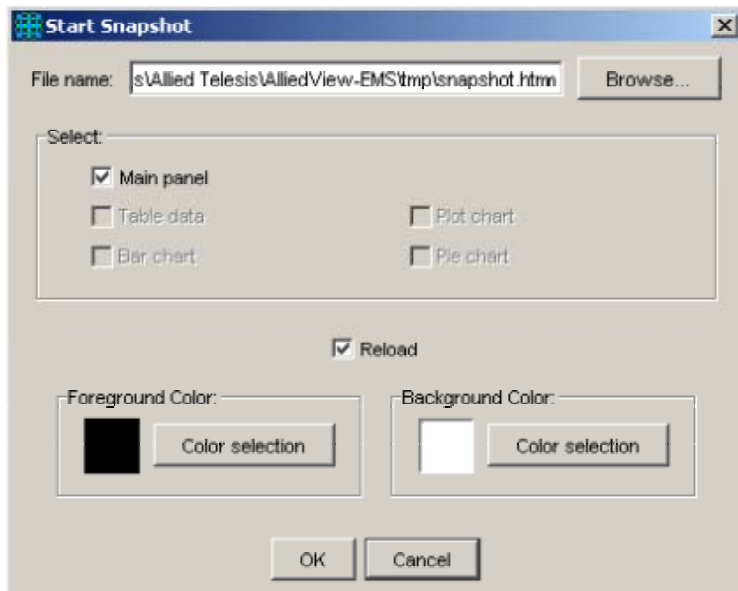 Start Snapshot
File name: s\Allied Telesis\AlliedView-EMS\tmp\snapshot.htm Browse...
Select:
Main panel
Table data Plot chart
Bar chart Pie chart
Reload
Foreground Color: Background Color:
Color selection Color selection
OK Cancel